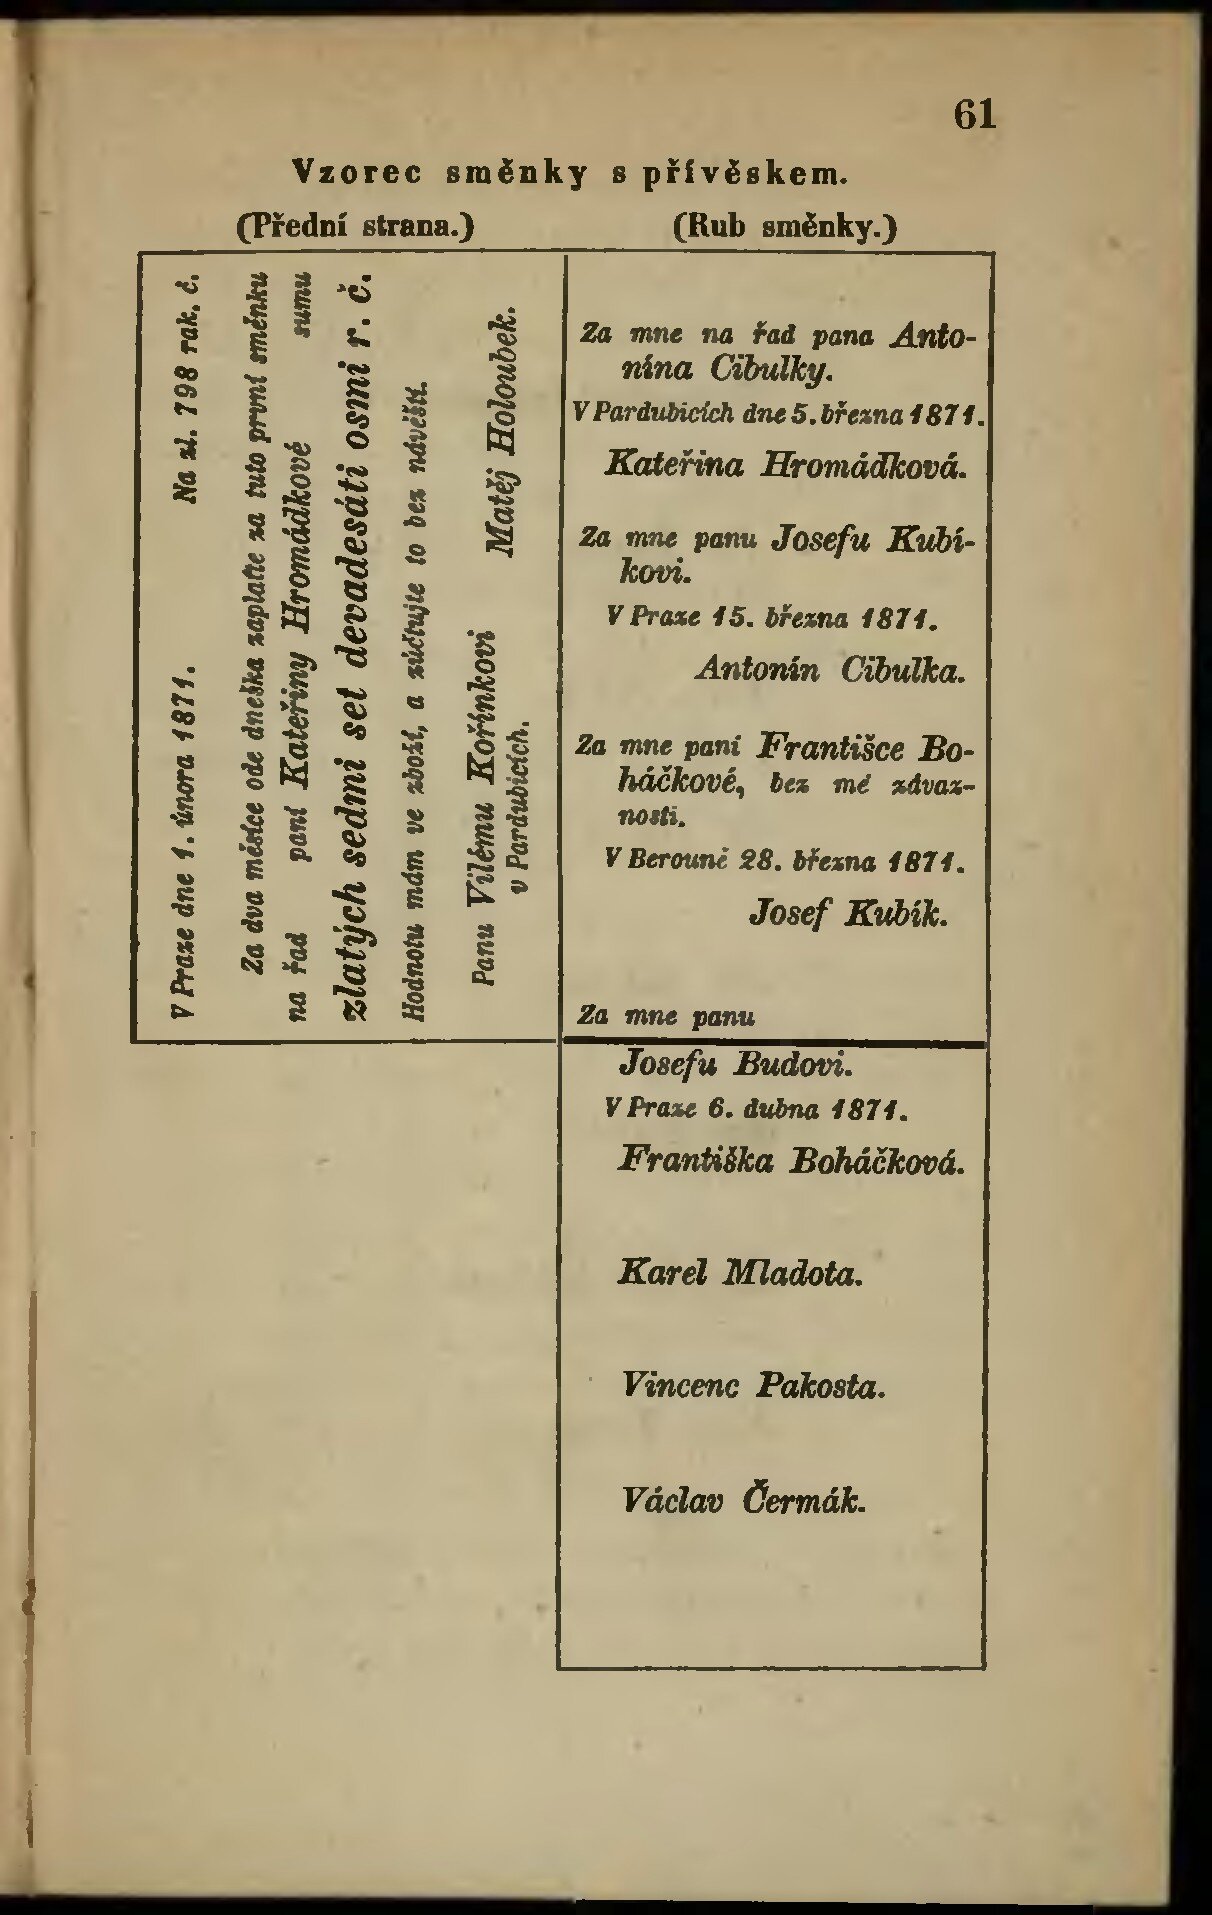 61
Vzorec směnky s přívěskem.
(Přední strana.)
V Praze dne 1. února 1871. Na zl. 798 rak. č.
Za dva měsíce ode dneška zaplaťte za tuto první směnku
na řad paní Kateřiny Hromádkové sumu
zlatých sedmi set devadesáti osmi r. č.
Hodnotu mám ve zboží, a zúčtujte to bez návěští.
Panu Vilému Kořínkovi Matěj Holoubek.
v Pardubicích.
(Rub směnky.)
Za mne na řad pana Anto-
nína Cibulky.
V Pardubicích dne 5. března 1871.
Kateřina Hromádková.
Za mne panu Josefu Kubí-
kovi.
V Praze 15. března 1871.
Antonín Cibulka.
Za mne paní Františce Bo-
háčkové, bez mé závaz-
nosti.
V Berouně 28. března 1871.
Josef Kubík.
Za mne panu
Josefu Budovi.
V Praze 6. dubna 1871.
Františka Boháčková.
Karel Mladota.
Vincenc Pakosta.
Václav Čermák.